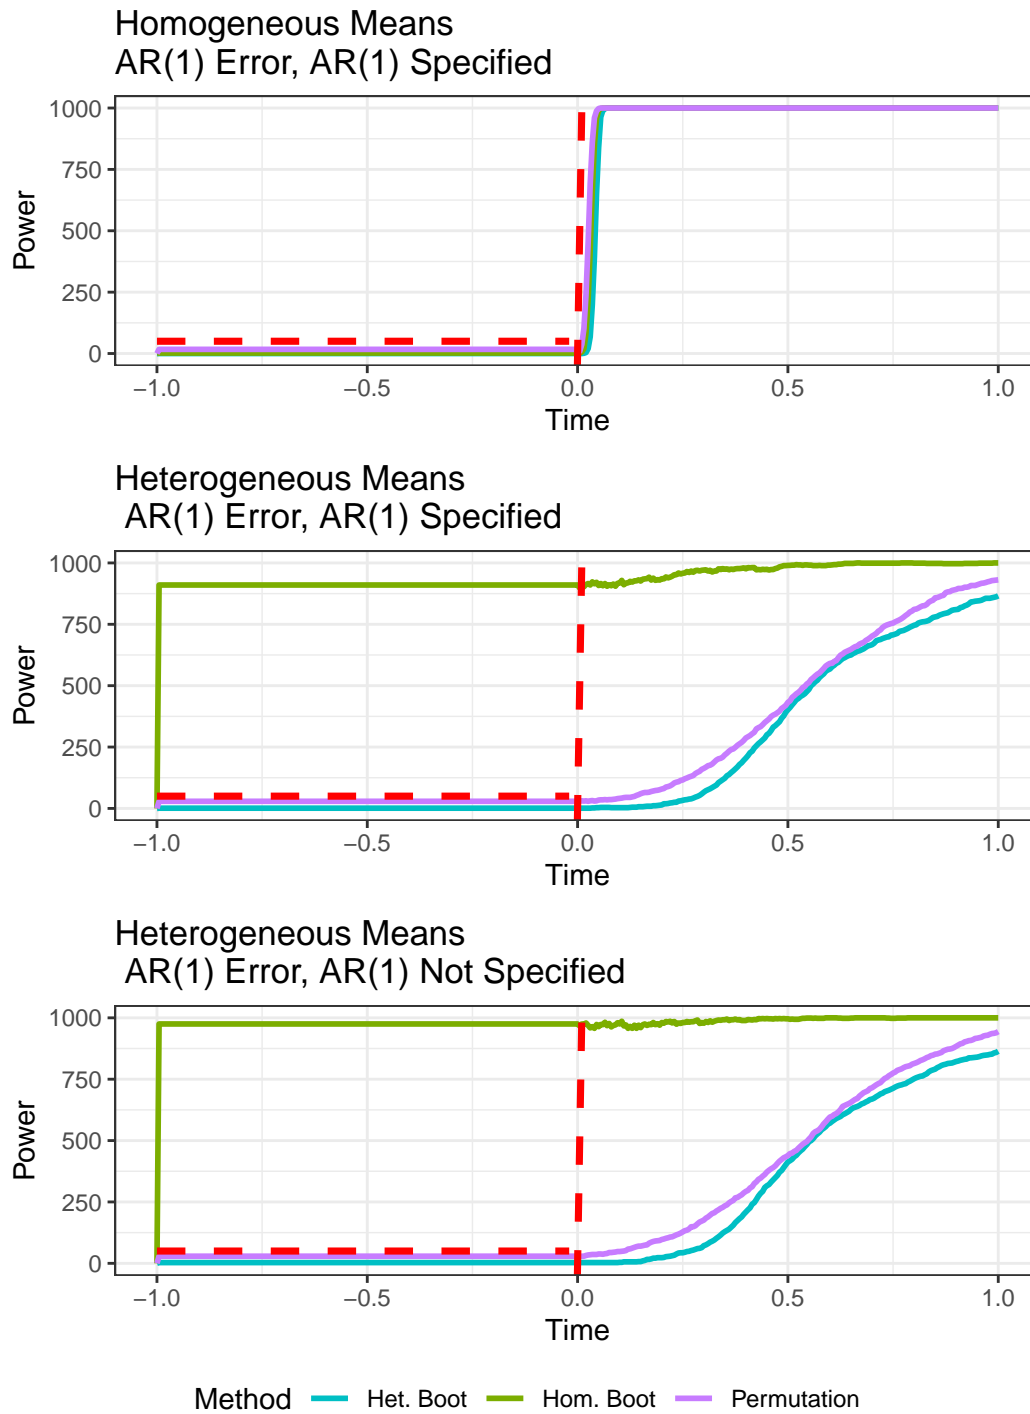 Homogeneous Means
AR(1) Error, AR(1) Specified
1000
750
500
250
0
Power
−1.0 −0.5 0.0 0.5 1.0
Time
Heterogeneous Means
AR(1) Error, AR(1) Specified
1000
750
500
250
0
Power
−1.0 −0.5 0.0 0.5 1.0
Time
Heterogeneous Means
AR(1) Error, AR(1) Not Specified
1000
750
500
250
0
Power
−1.0 −0.5 0.0 0.5 1.0
Time
Method Het. Boot Hom. Boot Permutation